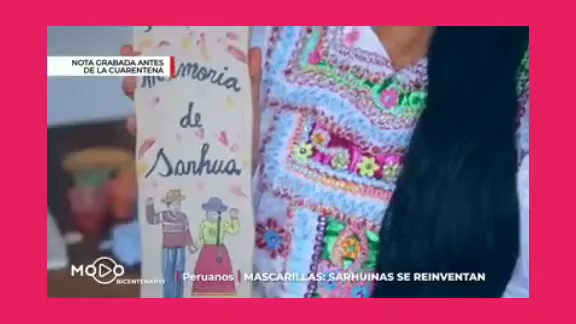 NOTA GRABADA ANTES
DE LA CUARENTENA
Memoria
de
Sarhua
MODO
BICENTENARIO
Peruanos | MASCARILLAS: SARHUINAS SE REINVENTAN